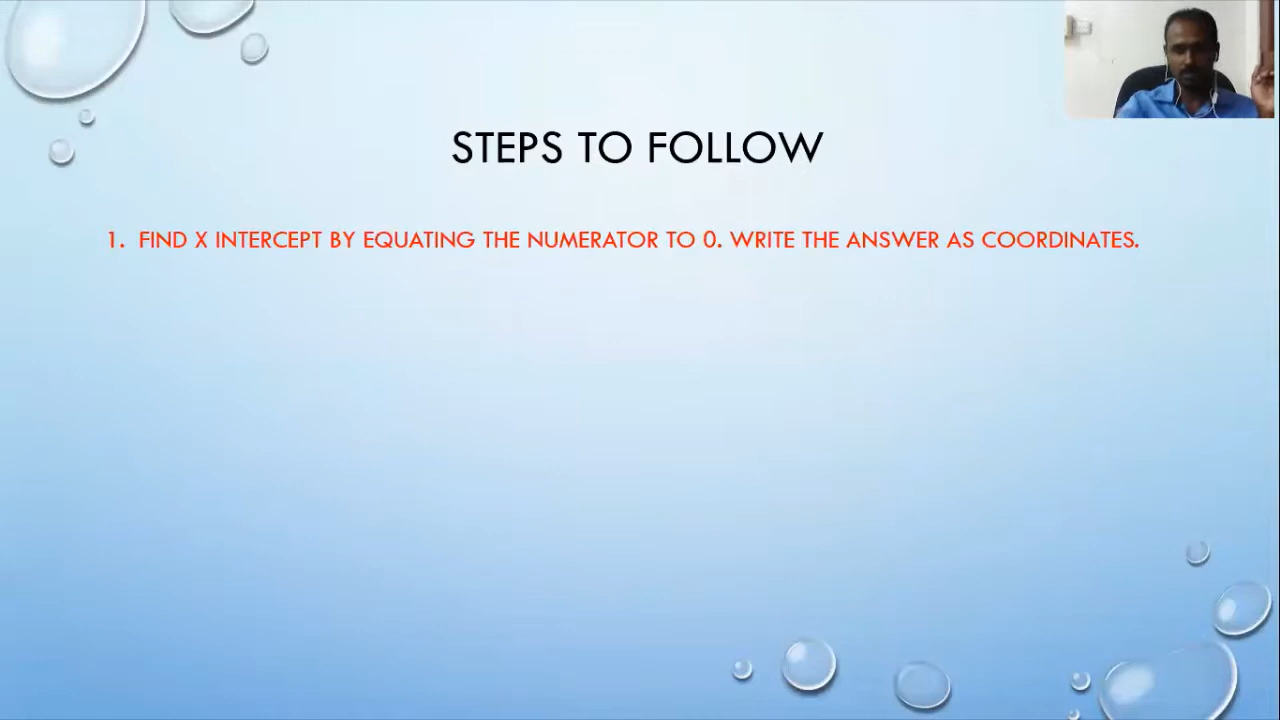 STEPS TO FOLLOW
1. FIND X INTERCEPT BY EQUATING THE NUMERATOR TO 0. WRITE THE ANSWER AS COORDINATES.